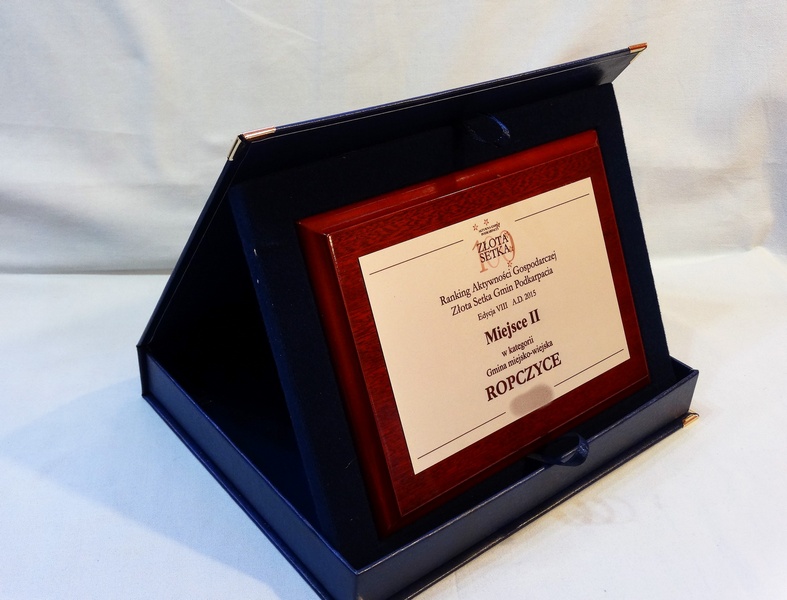 ZŁOTA
100
SETKA
Ranking Aktywności Gospodarczej
Złota Setka Gmin Podkarpacia
Edycja VIII A.D. 2015
Miejsce II
w kategorii
Gmina miejsko-wiejska
ROPCZYCE